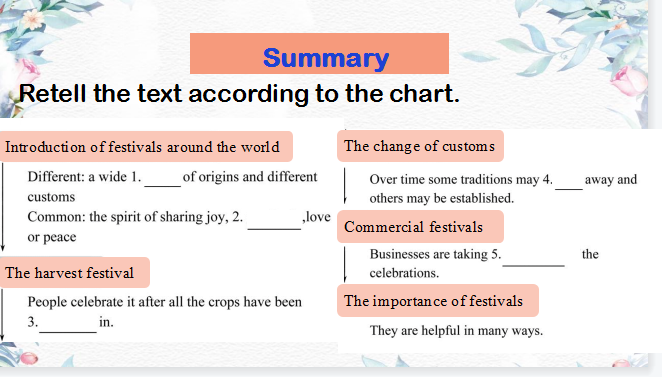 Summary
Retell the text according to the chart.
Introduction of festivals around the world
Different: a wide 1. _____ of origins and different
customs
Common: the spirit of sharing joy, 2. _______ ,love
or peace
The harvest festival
People celebrate it after all the crops have been
3. ________ in.
The change of customs
Over time some traditions may 4. ____ away and
others may be established.
Commercial festivals
Businesses are taking 5. _________ the
celebrations.
The importance of festivals
They are helpful in many ways.